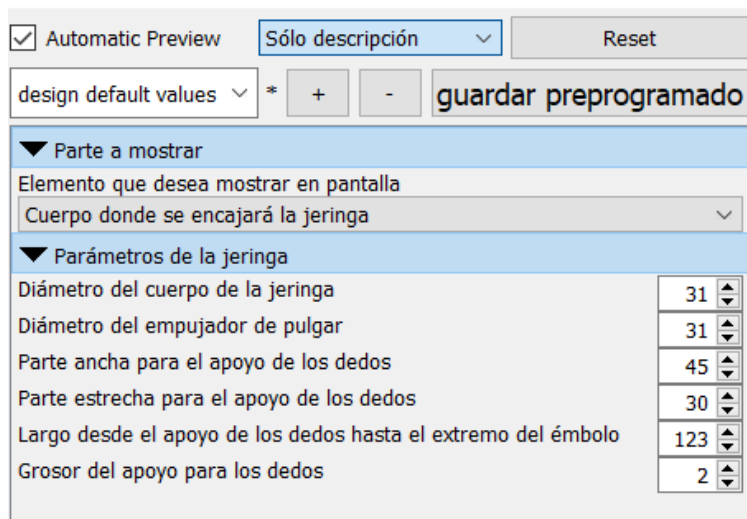 Automatic Preview Sólo descripción Reset
design default values * + - guardar preprogramado
Parte a mostrar
Elemento que desea mostrar en pantalla
Cuerpo donde se encajará la jeringa
Parámetros de la jeringa
Diámetro del cuerpo de la jeringa 31
Diámetro del empujador de pulgar 31
Parte ancha para el apoyo de los dedos 45
Parte estrecha para el apoyo de los dedos 30
Largo desde el apoyo de los dedos hasta el extremo del émbolo 123
Grosor del apoyo para los dedos 2